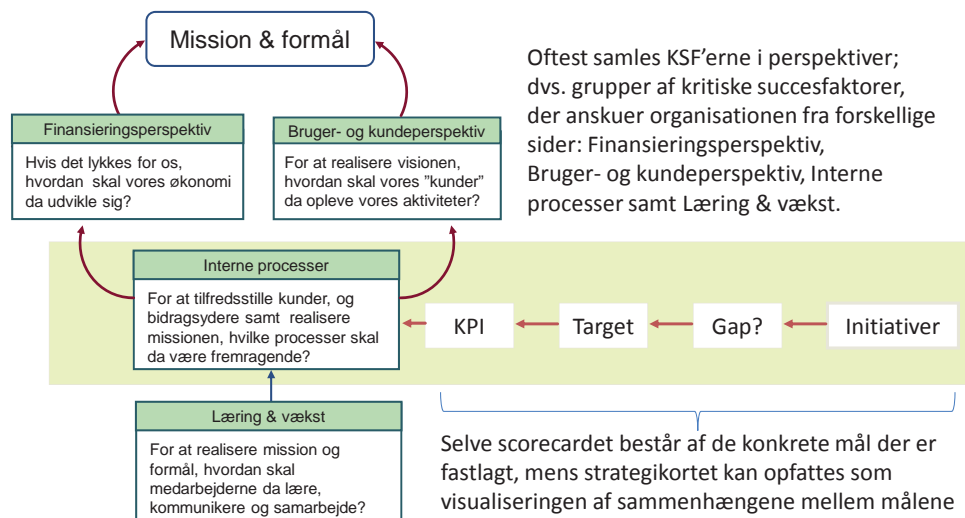 Mission & formål
Oftest samles KSF'erne i perspektiver;
dvs. grupper af kritiske succesfaktorer,
der anskuer organisationen fra forskellige
sider: Finansieringsperspektiv,
Bruger- og kundeperspektiv, Interne
processer samt Læring & vækst.
Finansieringsperspektiv
Hvis det lykkes for os,
hvordan skal vores økonomi
da udvikle sig?
Bruger- og kundeperspektiv
For at realisere visionen,
hvordan skal vores ”kunder”
da opleve vores aktiviteter?
Interne processer
For at tilfredsstille kunder, og
bidragsydere samt realisere
missionen, hvilke processer skal
da være fremragende?
KPI
Target
Gap?
Initiativer
Læring & vækst
For at realisere mission og
formål, hvordan skal
medarbejderne da lære,
kommunikere og samarbejde?
Selve scorecardet består af de konkrete mål der er
fastlagt, mens strategikortet kan opfattes som
visualiseringen af sammenhængene mellem målene